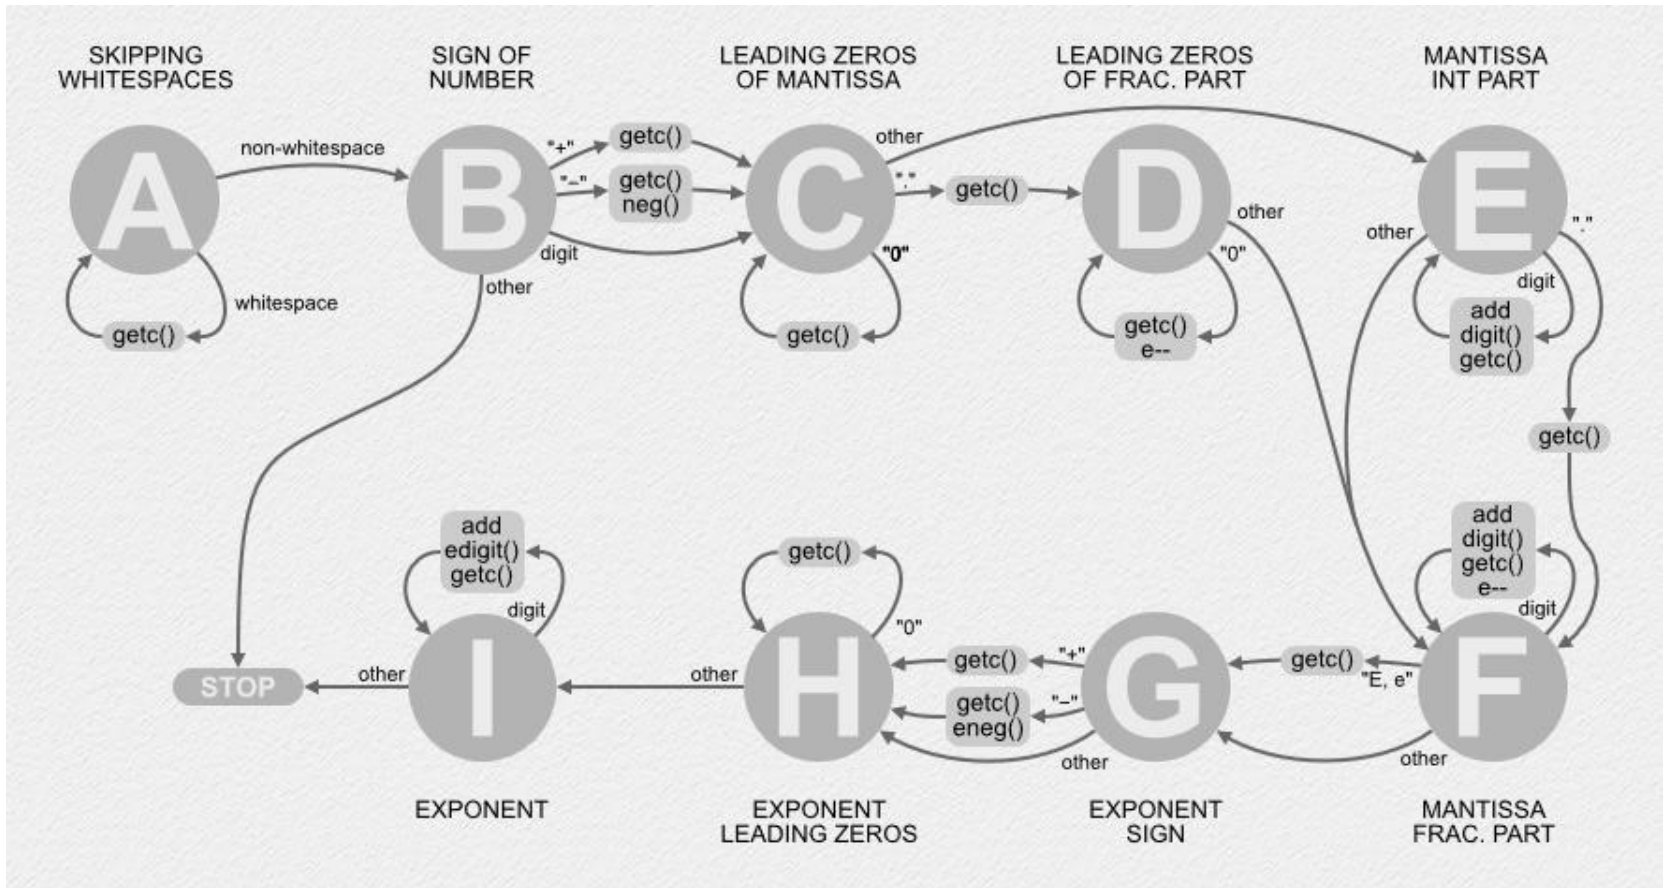 SKIPPING
WHITESPACES
SIGN OF
NUMBER
LEADING ZEROS
OF MANTISSA
LEADING ZEROS
OF FRAC. PART
MANTISSA
INT PART
A
non-whitespace
whitespace
getc()
B
"+"
getc()
"–"
getc()
neg()
digit
other
C
other
"."
getc()
"0"
getc()
D
other
"0"
getc()
e--
E
other
"."
digit
add
digit()
getc()
getc()
add
digit()
getc()
e--
digit
F
"E, e"
getc()
other
G
"+"
getc()
"–"
getc()
eneg()
other
H
"0"
getc()
other
I
add
edigit()
getc()
digit
other
STOP
EXPONENT
EXPONENT
LEADING ZEROS
EXPONENT
SIGN
MANTISSA
FRAC. PART